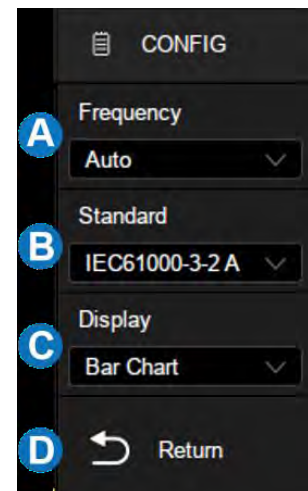 CONFIG
A
Frequency
Auto
B
Standard
IEC61000-3-2 A
C
Display
Bar Chart
D
Return